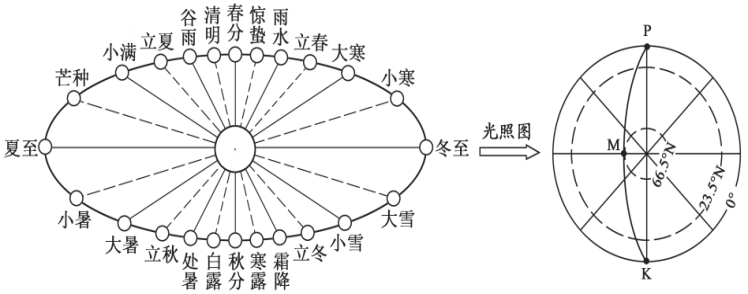 春分
惊蛰
雨水
立春
大寒
小寒
冬至
大雪
小雪
立冬
霜降
寒露
秋分
白露
处暑
立秋
大暑
小暑
夏至
芒种
小满
立夏
谷雨
清明
光照图
P
M
K
66.5°N
23.5°N
0°